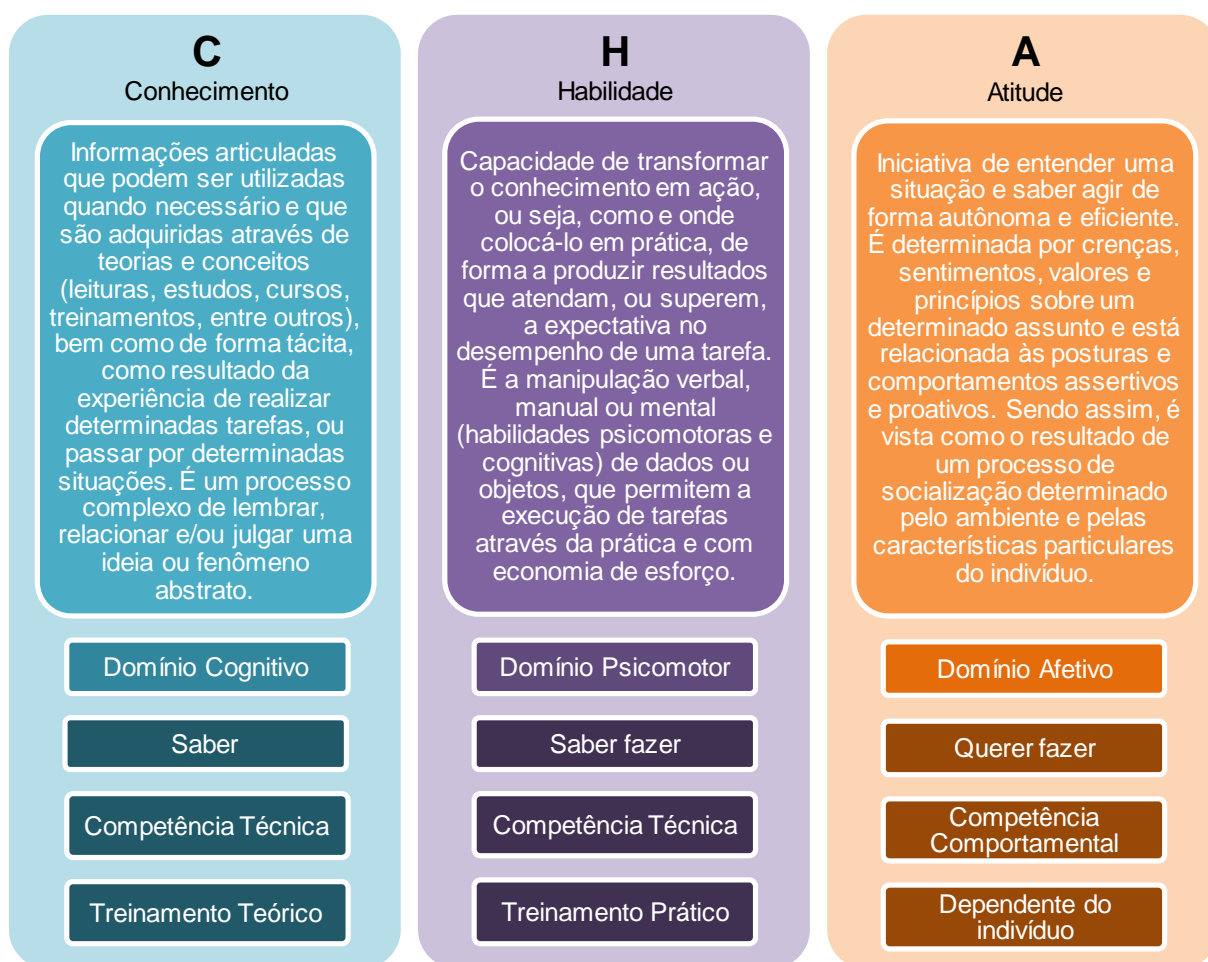 C
Conhecimento
Informações articuladas
que podem ser utilizadas
quando necessário e que
são adquiridas através de
teorias e conceitos
(leituras, estudos, cursos,
treinamentos, entre outros),
bem como de forma tácita,
como resultado da
experiência de realizar
determinadas tarefas, ou
passar por determinadas
situações. É um processo
complexo de lembrar,
relacionar e/ou julgar uma
ideia ou fenômeno
abstrato.
Domínio Cognitivo
Saber
Competência Técnica
Treinamento Teórico
H
Habilidade
Capacidade de transformar
o conhecimento em ação,
ou seja, como e onde
colocá-lo em prática, de
forma a produzir resultados
que atendam, ou superem,
a expectativa no
desempenho de uma tarefa.
É a manipulação verbal,
manual ou mental
(habilidades psicomotoras e
cognitivas) de dados ou
objetos, que permitem a
execução de tarefas
através da prática e com
economia de esforço.
Domínio Psicomotor
Saber fazer
Competência Técnica
Treinamento Prático
A
Atitude
Iniciativa de entender uma
situação e saber agir de
forma autônoma e eficiente.
É determinada por crenças,
sentimentos, valores e
princípios sobre um
determinado assunto e está
relacionada às posturas e
comportamentos assertivos
e proativos. Sendo assim, é
vista como o resultado de
um processo de
socialização determinado
pelo ambiente e pelas
características particulares
do indivíduo.
Domínio Afetivo
Querer fazer
Competência
Comportamental
Dependente do
indivíduo